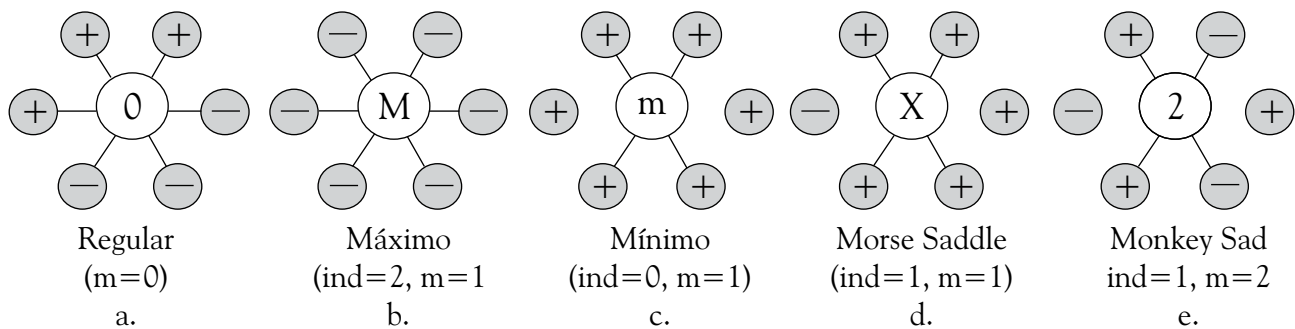 + + — — + + + + + —
+ 0 — — M — + m + — X + — 2 +
— — — — + + + + + —
Regular Máximo Mínimo Morse Saddle Monkey Sad
(m=0) (ind=2, m=1 (ind=0, m=1) (ind=1, m=1) ind=1, m=2
a. b. c. d. e.